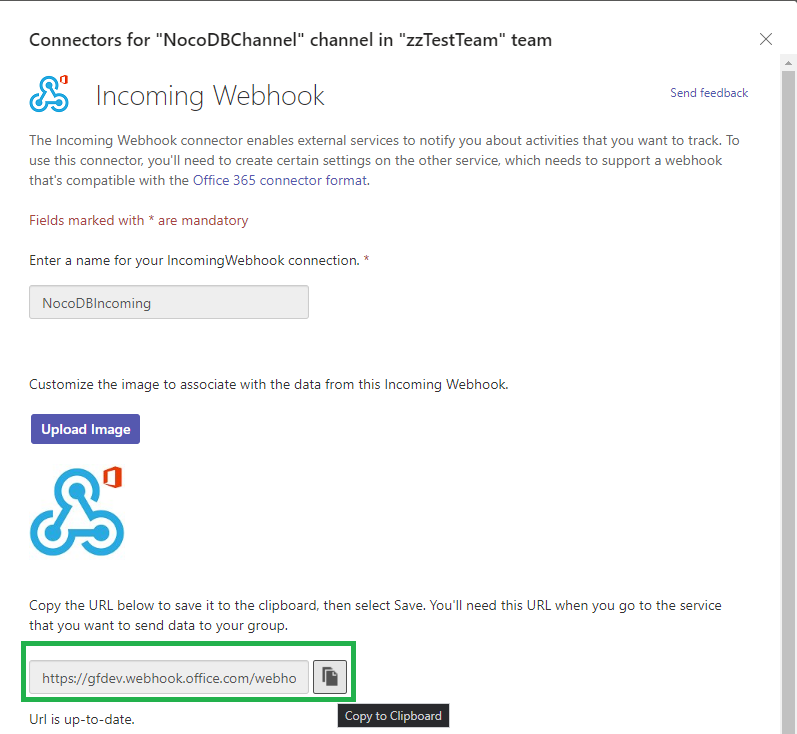 Connectors for "NocoDBChannel" channel in "zzTestTeam" team
Incoming Webhook
Send feedback
The Incoming Webhook connector enables external services to notify you about activities that you want to track. To
use this connector, you'll need to create certain settings on the other service, which needs to support a webhook
that's compatible with the Office 365 connector format.
Fields marked with * are mandatory
Enter a name for your IncomingWebhook connection. *
NocoDBIncoming
Customize the image to associate with the data from this Incoming Webhook.
Upload Image
Copy the URL below to save it to the clipboard, then select Save. You'll need this URL when you go to the service
that you want to send data to your group.
https://gfdev.webhook.office.com/webho
Copy to Clipboard
Url is up-to-date.